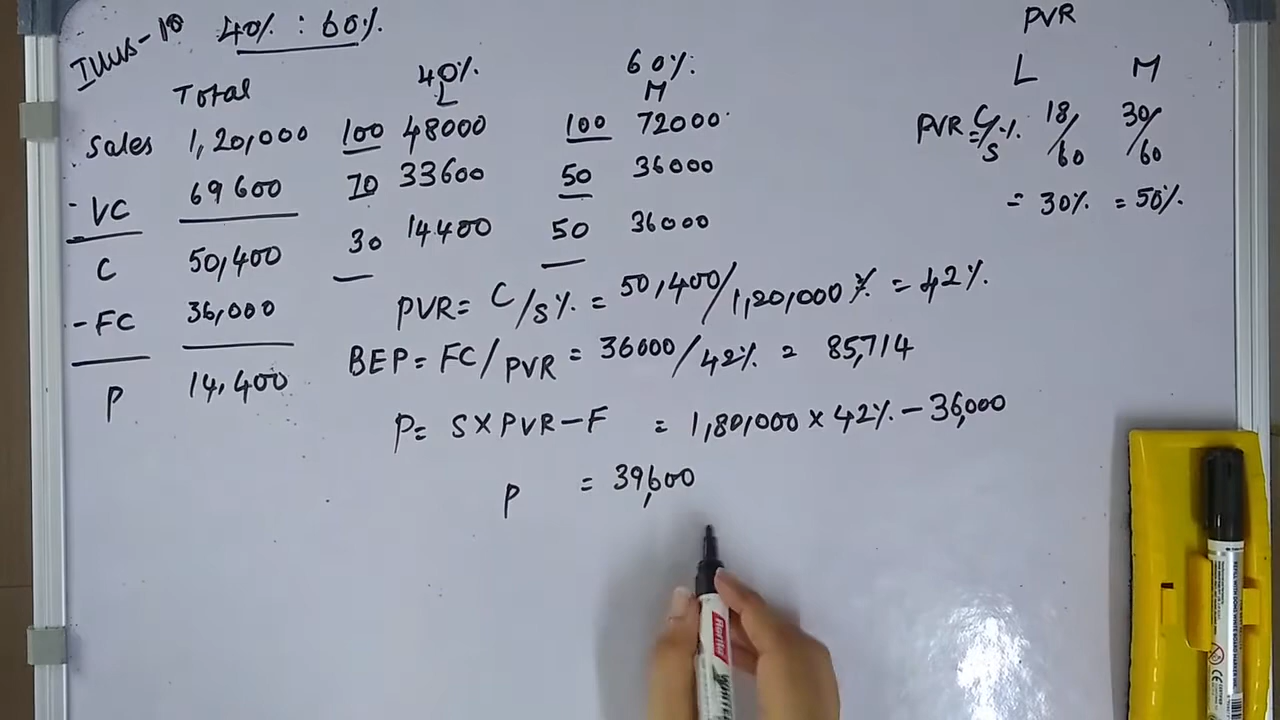 Illus-10 40% : 60%
PVR
Total 40% L 60% M
L M
Sales 1,20,000 100 48000 100 72000
PVR = C/S % 18/60 30/60
- VC 69600 70 33600 50 36000
= 30% = 50%
C 50,400 30 14400 50 36000
PVR = C/S % = 50,400/1,20,000 % = 42%
- FC 36,000
BEP = FC/PVR = 36000/42% = 85,714
P 14,400
P = S X PVR - F = 1,80,000 x 42% - 36,000
P = 39,600
Rorito